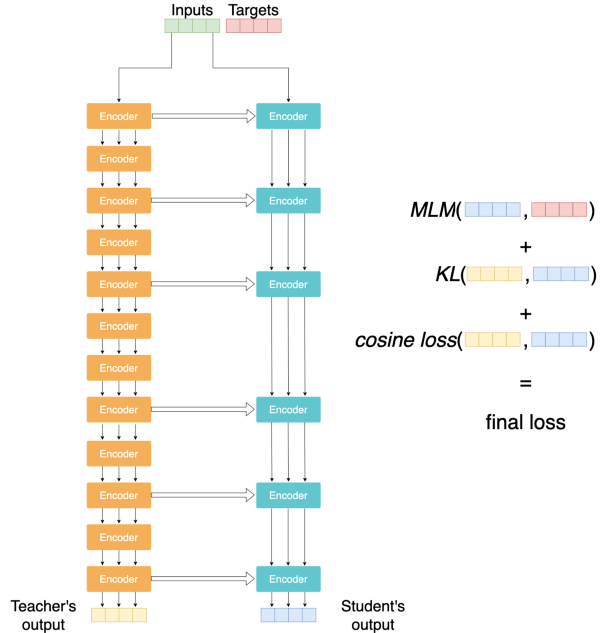 Inputs Targets
Encoder Encoder
Encoder
Encoder Encoder
Encoder
Encoder Encoder
Encoder
Encoder
Encoder Encoder
Encoder
Encoder Encoder
Encoder
Encoder Encoder
Teacher's
output
Student's
output
MLM( , )
+
KL( , )
+
cosine loss( , )
=
final loss